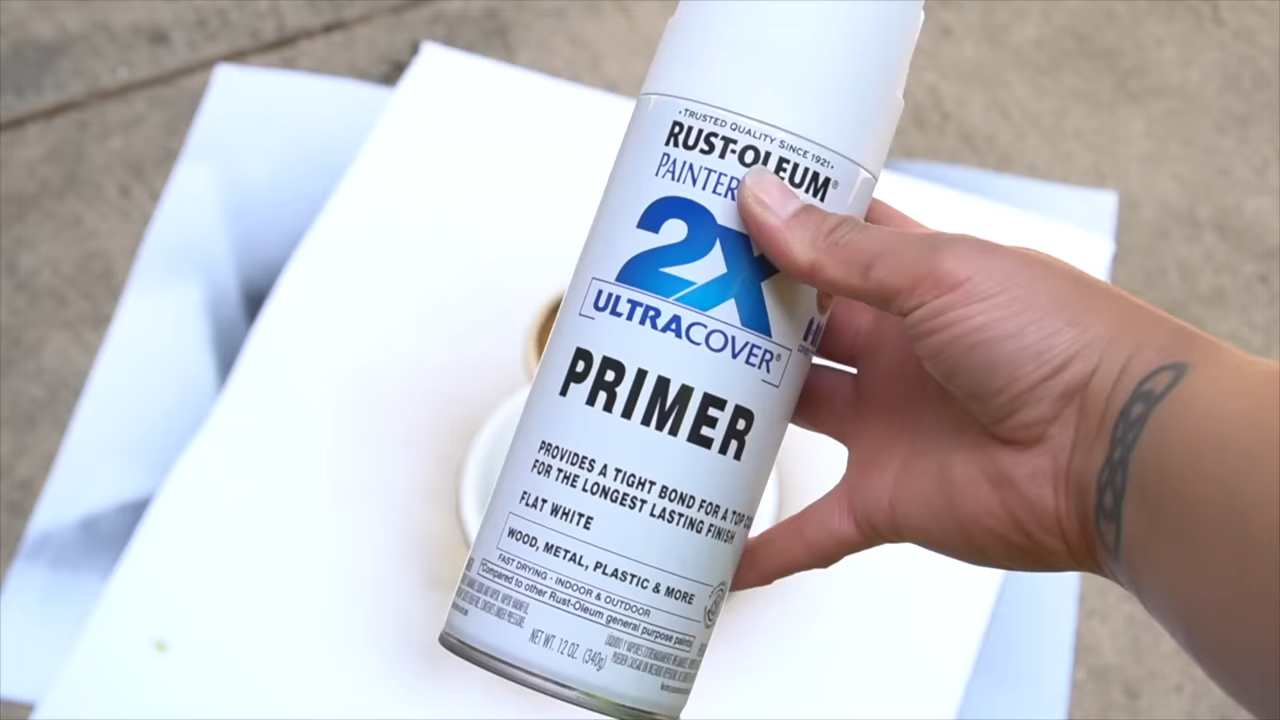 •TRUSTED QUALITY SINCE 1921•
RUST-OLEUM®
PAINTER
2X
ULTRACOVER®
PRIMER
PROVIDES A TIGHT BOND FOR A TOP
FOR THE LONGEST LASTING FINISH
FLAT WHITE
WOOD, METAL, PLASTIC & MORE
FAST DRYING • INDOOR & OUTDOOR
*Compared to other Rust-Oleum general purpose
NET WT. 12 OZ. (340g)